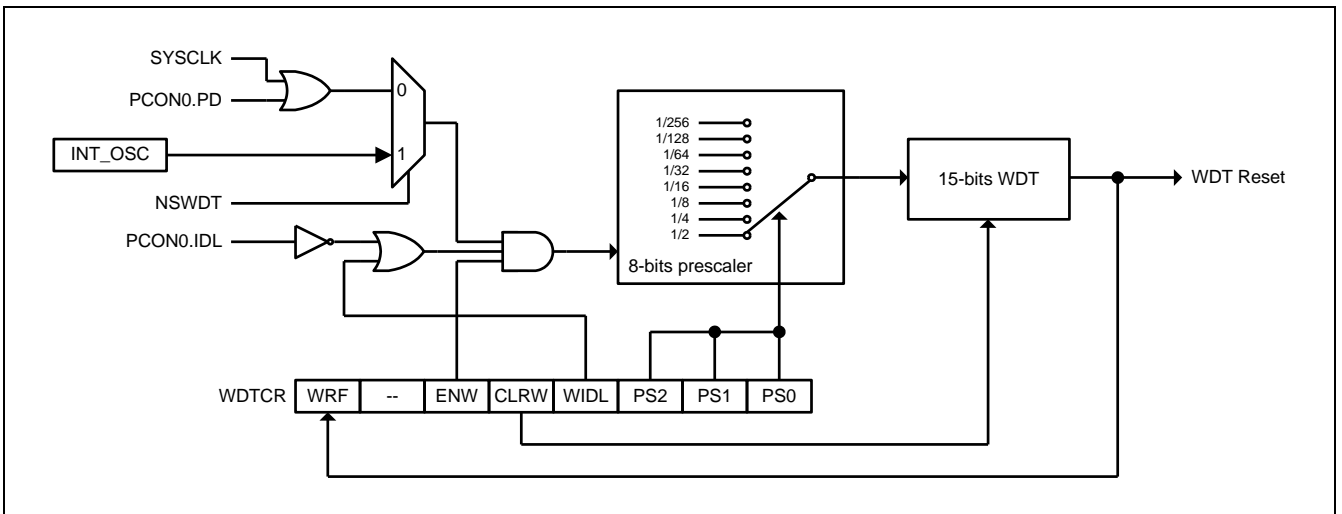 SYSCLK
PCON0.PD
0
INT_OSC
1
NSWDT
PCON0.IDL
1/256
1/128
1/64
1/32
1/16
1/8
1/4
1/2
8-bits prescaler
15-bits WDT
WDT Reset
WDTCR WRF -- ENW CLRW WIDL PS2 PS1 PS0